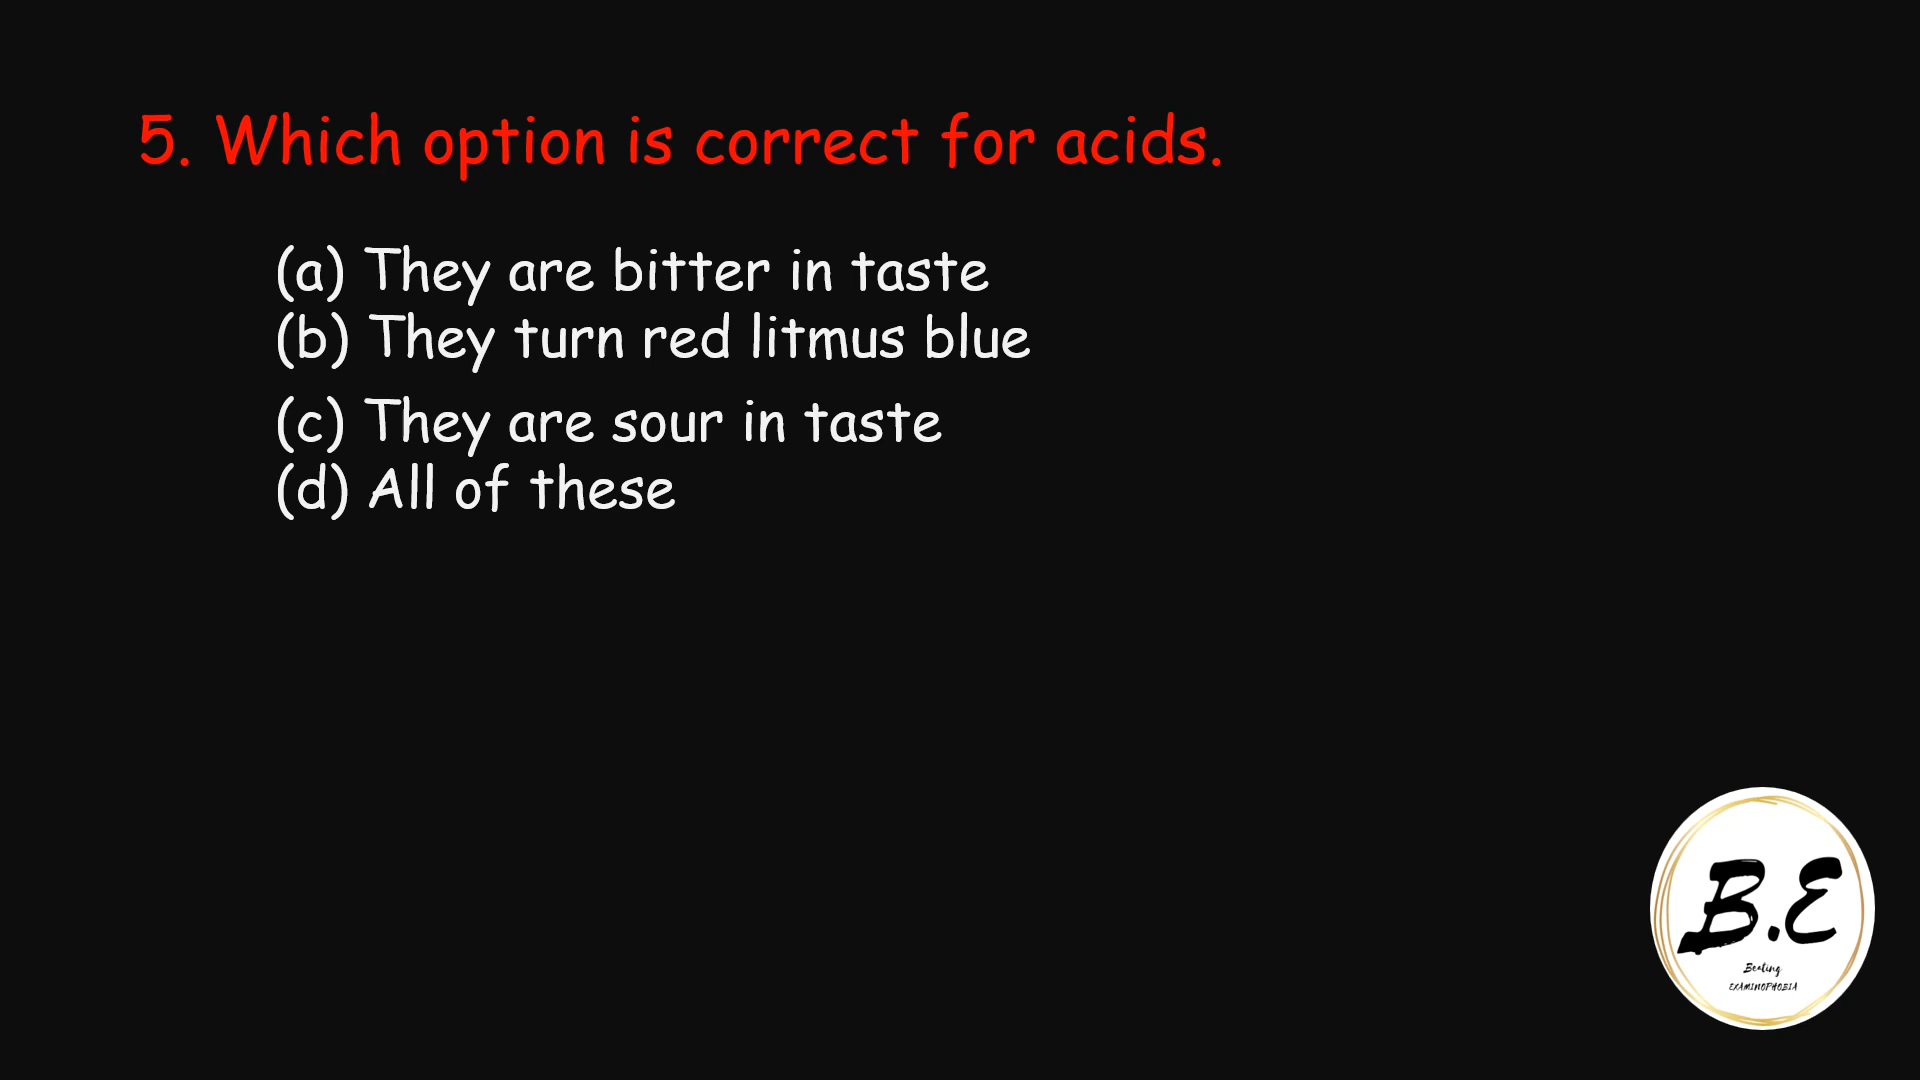 5. Which option is correct for acids.
(a) They are bitter in taste
(b) They turn red litmus blue
(c) They are sour in taste
(d) All of these
B.E
Beating
EXAMINOPHOBIA